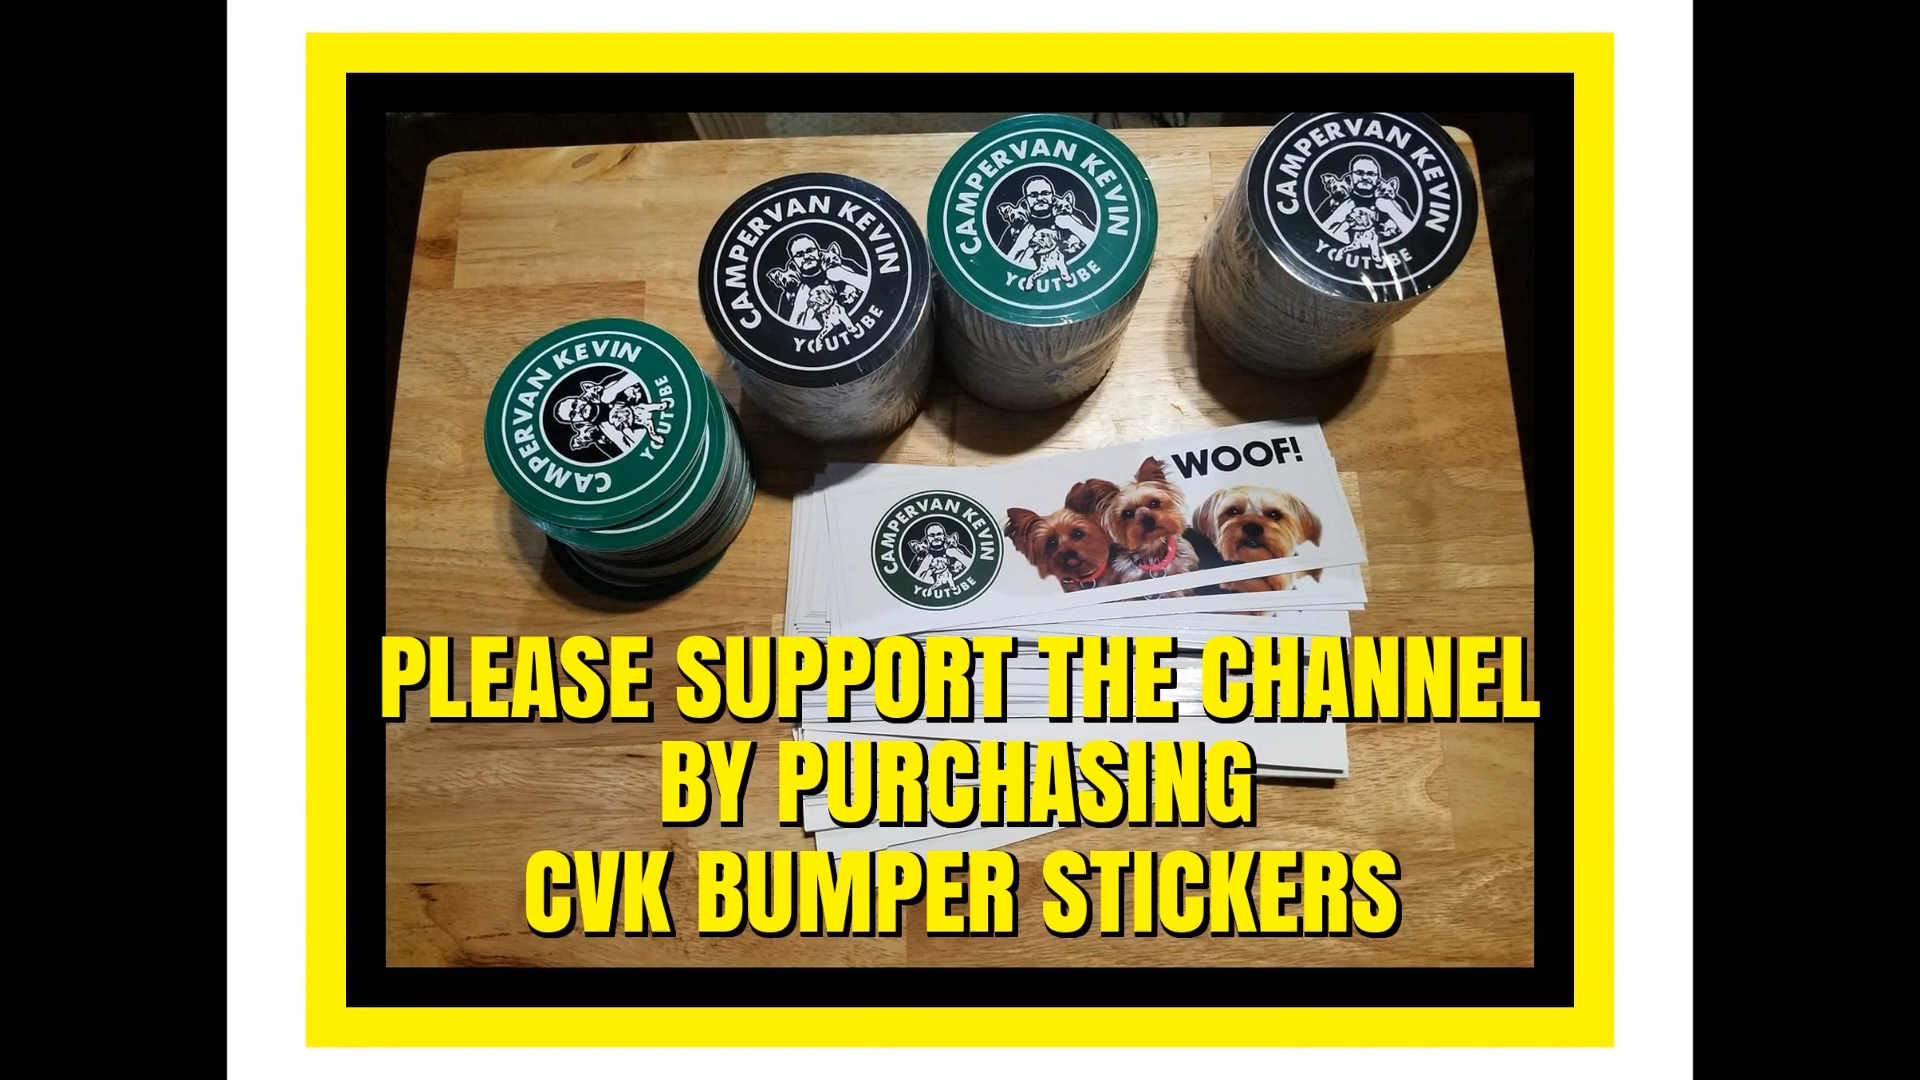 CAMPERVAN KEVIN
YOUTUBE
CAMPERVAN KEVIN
YOUTUBE
CAMPERVAN KEVIN
YOUTUBE
CAMPERVAN KEVIN
YOUTUBE
WOOF!
CAMPERVAN KEVIN
YOUTUBE
PLEASE SUPPORT THE CHANNEL
BY PURCHASING
CVK BUMPER STICKERS